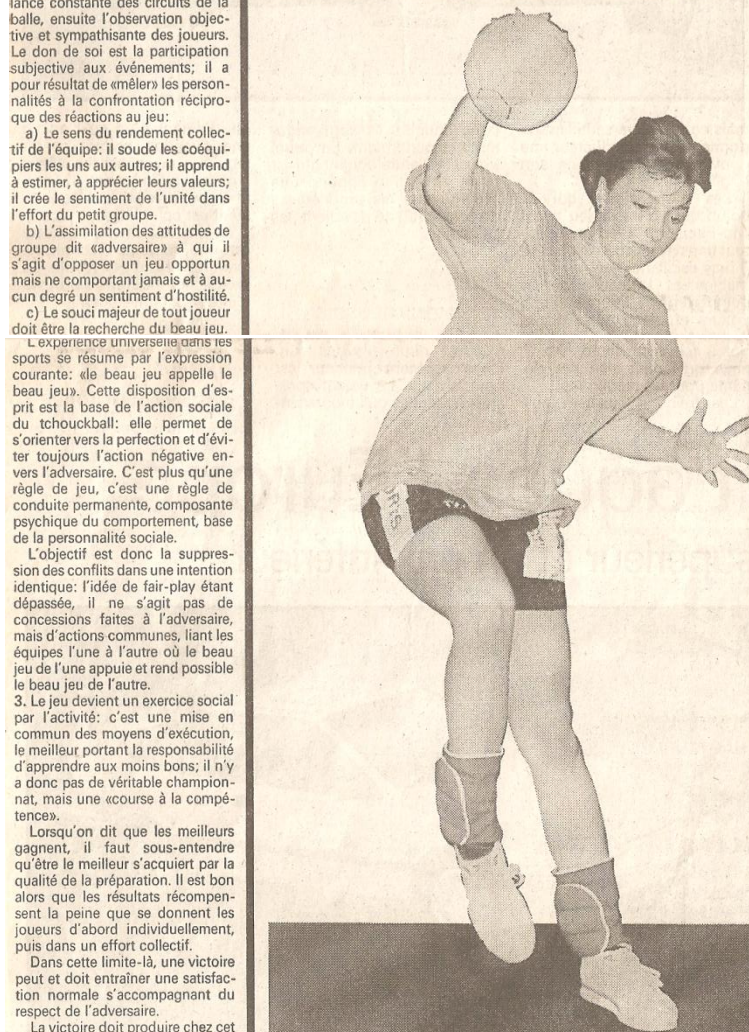 lance constante des circuits de la
balle, ensuite l'observation objec-
tive et sympathisante des joueurs.
Le don de soi est la participation
subjective aux événements; il a
pour résultat de «mêler» les person-
nalités à la confrontation récipro-
que des réactions au jeu:
a) Le sens du rendement collec-
tif de l'équipe: il soude les coéqui-
piers les uns aux autres; il apprend
à estimer, à apprécier leurs valeurs;
il crée le sentiment de l'unité dans
l'effort du petit groupe.
b) L'assimilation des attitudes de
groupe dit «adversaire» à qui il
s'agit d'opposer un jeu opportun
mais ne comportant jamais et à au-
cun degré un sentiment d'hostilité.
c) Le souci majeur de tout joueur
doit être la recherche du beau jeu.
L'expérience universelle dans les
sports se résume par l'expression
courante: «le beau jeu appelle le
beau jeu». Cette disposition d'es-
prit est la base de l'action sociale
du tchouckball: elle permet de
s'orienter vers la perfection et d'évi-
ter toujours l'action négative en-
vers l'adversaire. C'est plus qu'une
règle de jeu, c'est une règle de
conduite permanente, composante
psychique du comportement, base
de la personnalité sociale.
L'objectif est donc la suppres-
sion des conflits dans une intention
identique: l'idée de fair-play étant
dépassée, il ne s'agit pas de
concessions faites à l'adversaire,
mais d'actions communes, liant les
équipes l'une à l'autre où le beau
jeu de l'une appuie et rend possible
le beau jeu de l'autre.
3. Le jeu devient un exercice social
par l'activité: c'est une mise en
commun des moyens d'exécution,
le meilleur portant la responsabilité
d'apprendre aux moins bons; il n'y
a donc pas de véritable champion-
nat, mais une «course à la compé-
tence».
Lorsqu'on dit que les meilleurs
gagnent, il faut sous-entendre
qu'être le meilleur s'acquiert par la
qualité de la préparation. Il est bon
alors que les résultats récompen-
sent la peine que se donnent les
joueurs d'abord individuellement,
puis dans un effort collectif.
Dans cette limite-là, une victoire
peut et doit entraîner une satisfac-
tion normale s'accompagnant du
respect de l'adversaire.
La victoire doit produire chez cet